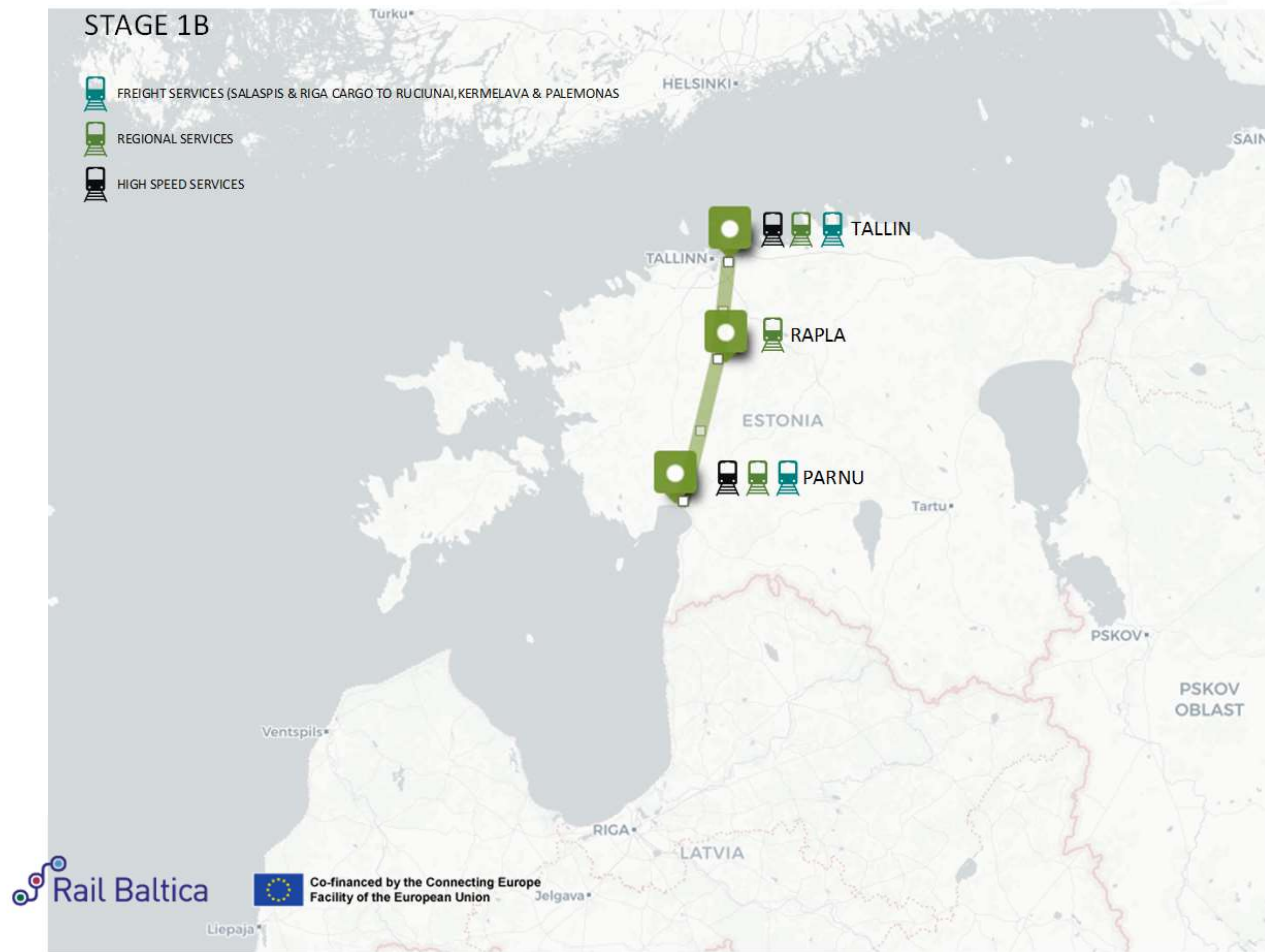 STAGE 1B
FREIGHT SERVICES (SALASPIS & RIGA CARGO TO RUCIUNAI,KERMELAVA & PALEMONAS
REGIONAL SERVICES
HIGH SPEED SERVICES
Turku
HELSINKI
TALLIN
TALLINN
RAPLA
ESTONIA
PARNU
Tartu
PSKOV
PSKOV
OBLAST
Ventspils
RIGA
LATVIA
Jelgava
Liepaja
Rail Baltica
Co-financed by the Connecting Europe
Facility of the European Union